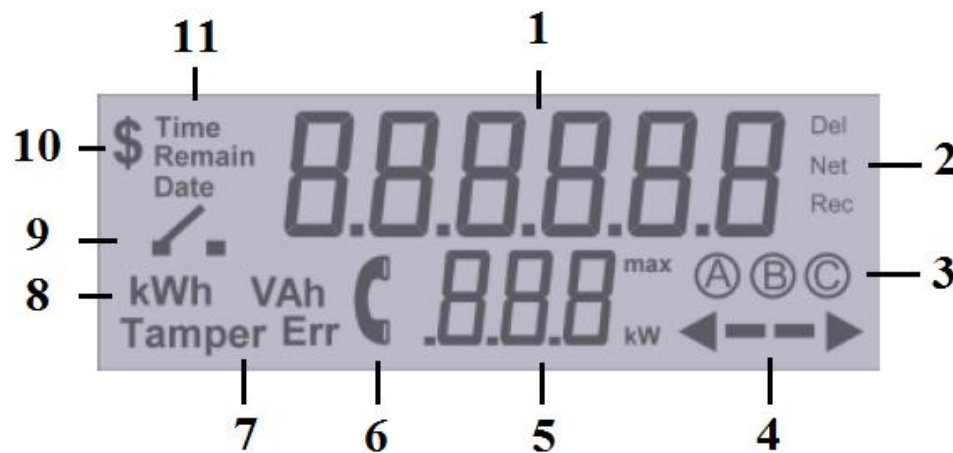 11 1
10 $ Time
Remain
Date
8.8.8.8.8.8
Del
Net
Rec
2
9
8 kWh VAh
Tamper Err
.8.8.8 max
kW
A B C 3
7 6 5 4